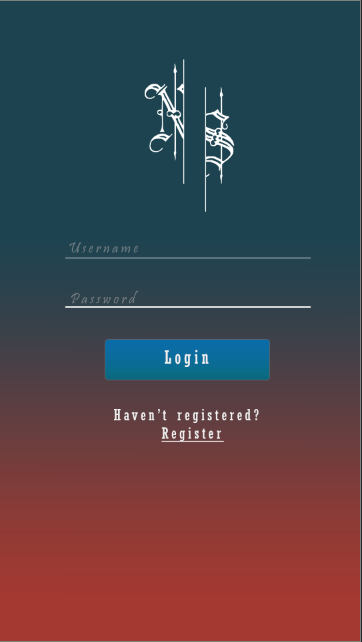 N S
Username
Password
Login
Haven't registered?
Register